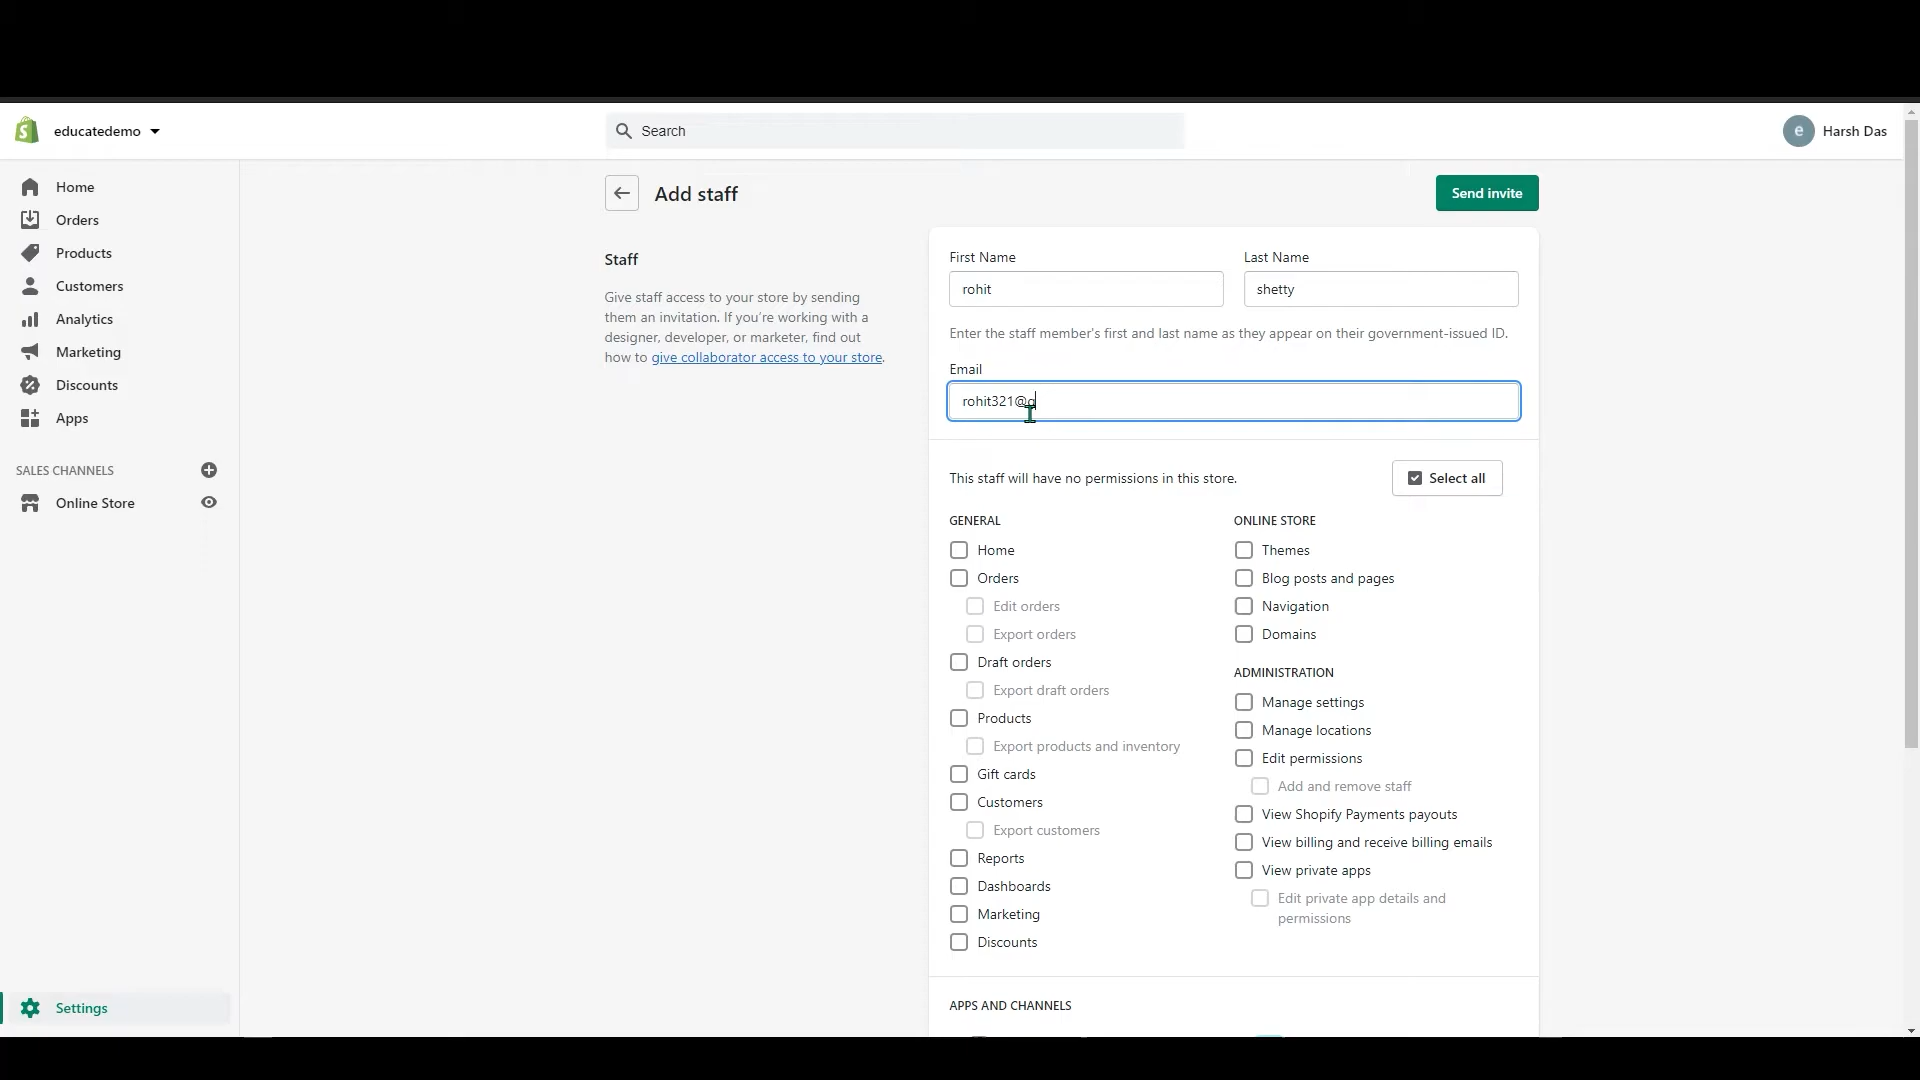 educatedemo
Search
e
Harsh Das
Home
Orders
Products
Customers
Analytics
Marketing
Discounts
Apps
SALES CHANNELS
Online Store
Settings
Add staff
Send invite
Staff
Give staff access to your store by sending
them an invitation. If you're working with a
designer, developer, or marketer, find out
how to give collaborator access to your store.
First Name
Last Name
rohit
shetty
Enter the staff member's first and last name as they appear on their government-issued ID.
Email
rohit321@g
This staff will have no permissions in this store.
Select all
GENERAL
Home
Orders
Edit orders
Export orders
Draft orders
Export draft orders
Products
Export products and inventory
Gift cards
Customers
Export customers
Reports
Dashboards
Marketing
Discounts
ONLINE STORE
Themes
Blog posts and pages
Navigation
Domains
ADMINISTRATION
Manage settings
Manage locations
Edit permissions
Add and remove staff
View Shopify Payments payouts
View billing and receive billing emails
View private apps
Edit private app details and
permissions
APPS AND CHANNELS